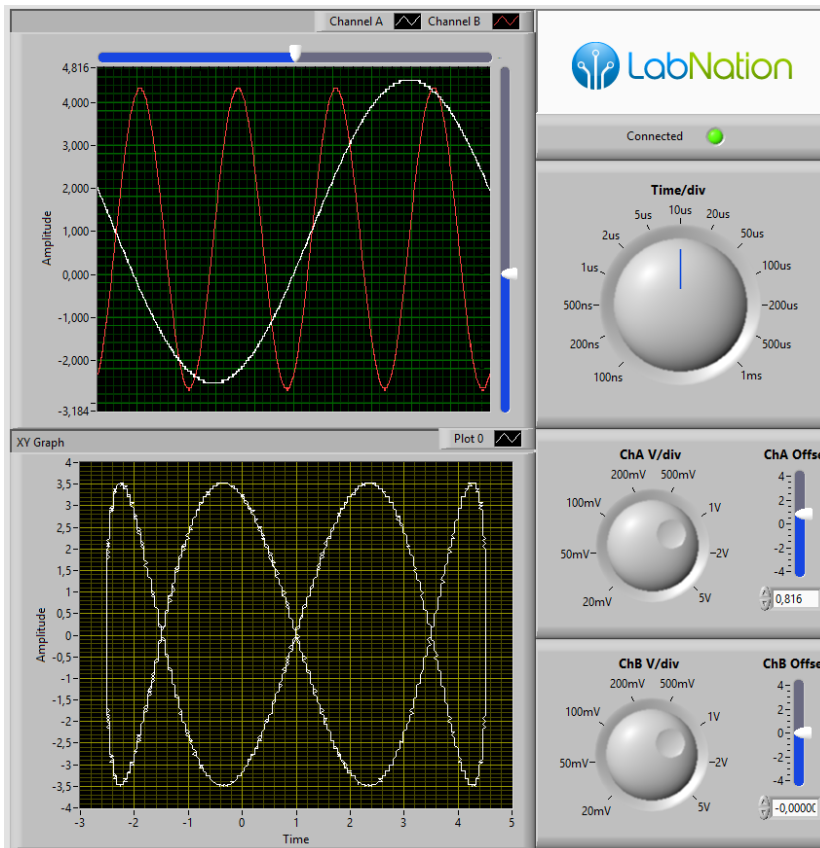 Channel A Channel B
4,816
4,000
3,000
2,000
1,000
0,000
-1,000
-2,000
-3,184
Amplitude
LabNation
Connected
Time/div
10us
5us 20us
2us 50us
1us 100us
500ns 200us
200ns 500us
100ns 1ms
XY Graph Plot 0
4
3,5
3
2,5
2
1,5
1
0,5
0
-0,5
-1
-1,5
-2
-2,5
-3
-3,5
-4
Amplitude
-3 -2 -1 0 1 2 3 4 5
Time
ChA V/div ChA Offse
200mV 500mV
100mV 1V
50mV 2V
20mV 5V
4
2
0
-2
-4
0,816
ChB V/div ChB Offse
200mV 500mV
100mV 1V
50mV 2V
20mV 5V
4
2
0
-2
-4
-0,0000